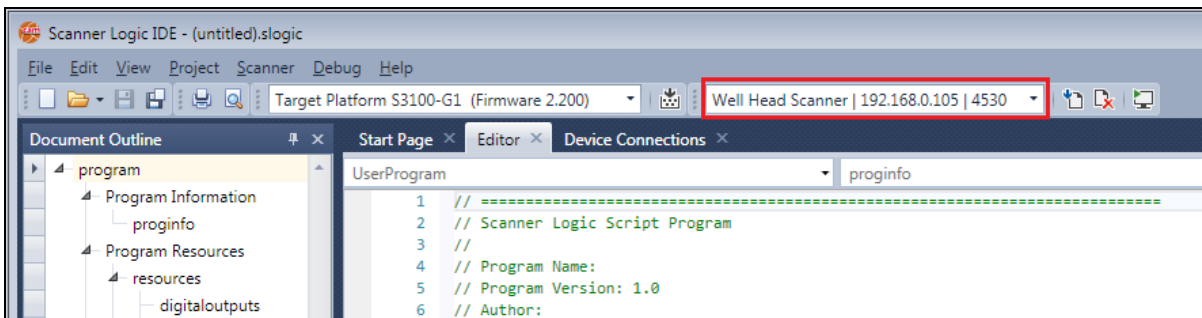 Scanner Logic IDE - (untitled).slogic
File Edit View Project Scanner Debug Help
Target Platform S3100-G1 (Firmware 2.200) Well Head Scanner | 192.168.0.105 | 4530
Document Outline
program
Program Information
proginfo
Program Resources
resources
digitaloutputs
Start Page Editor Device Connections
UserProgram proginfo
1 // ============================================================================
2 // Scanner Logic Script Program
3 //
4 // Program Name:
5 // Program Version: 1.0
6 // Author: